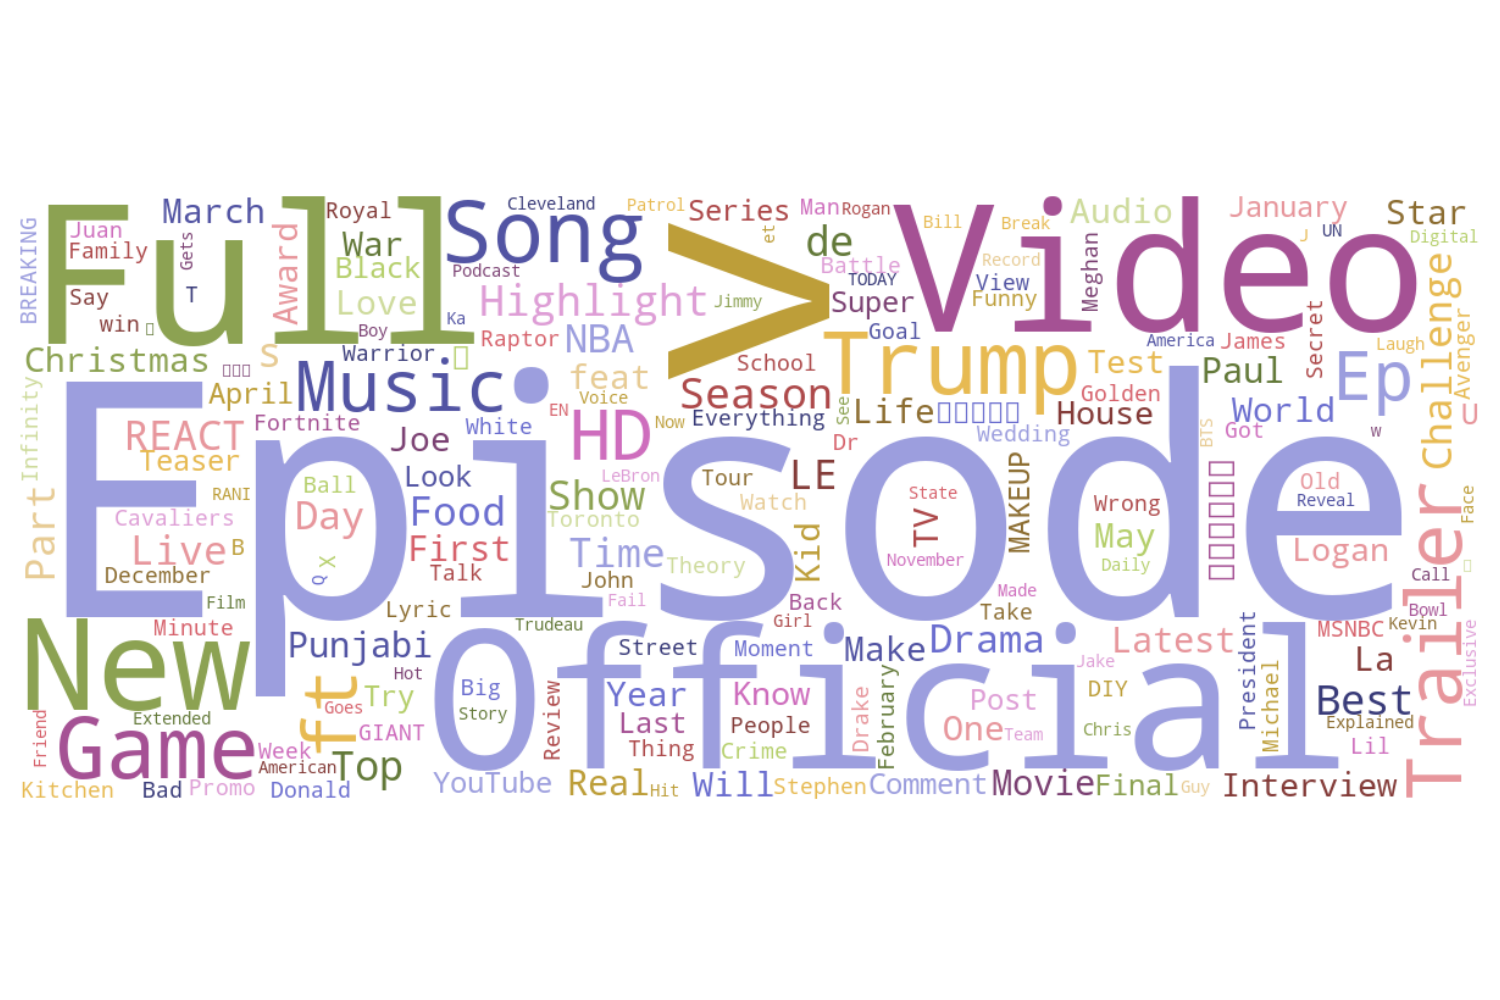 Full
Song
>
Video
Episode
Official
New
Game
Music
Trump
Trailer
HD
Ep
ft
BREAKING
Juan
Family
March
Gets
Say
T
win
Royal
War
Award
Black
Love
Boy
Cleveland
Podcast
Ka
Highlight
Patrol
Series
Man
Rogan
et
de
Battle
TODAY
Super
Jimmy
Bill
Break
Record
View
Funny
Meghan
Audio
January
J
UN
Star
Digital
Christmas
S
Warrior
Raptor
NBA
Goal
School
America
James
Secret
Challenge
Avenger
Laugh
April
feat
Voice
Season
Test
Golden
Paul
Infinity
Fortnite
White
EN
Now
Everything
See
Life
House
World
Got
U
REACT
Teaser
Joe
Look
Wedding
Dr
BTS
w
RANI
Ball
LeBron
Tour
LE
Show
Watch
MAKEUP
State
Wrong
Old
Reveal
Part
Cavaliers
Day
Food
Toronto
TV
May
Face
Live
B
First
Time
Theory
Kid
November
Daily
Logan
December
X
Q
Talk
John
Call
Film
Lyric
Fail
Back
Made
Take
Bowl
Minute
Trudeau
Girl
Kevin
Punjabi
Street
Moment
Make
Drama
Latest
President
MSNBC
Exclusive
Hot
Jake
La
Try
Big
Year
Know
February
Post
DIY
Michael
Best
Goes
Story
Review
Extended
Friend
GIANT
Last
People
Drake
One
Team
Chris
Explained
Week
Thing
Crime
Lil
American
Top
Kitchen
Bad
Promo
Donald
YouTube
Real
Hit
Will
Stephen
Comment
Movie
Final
Guy
Interview